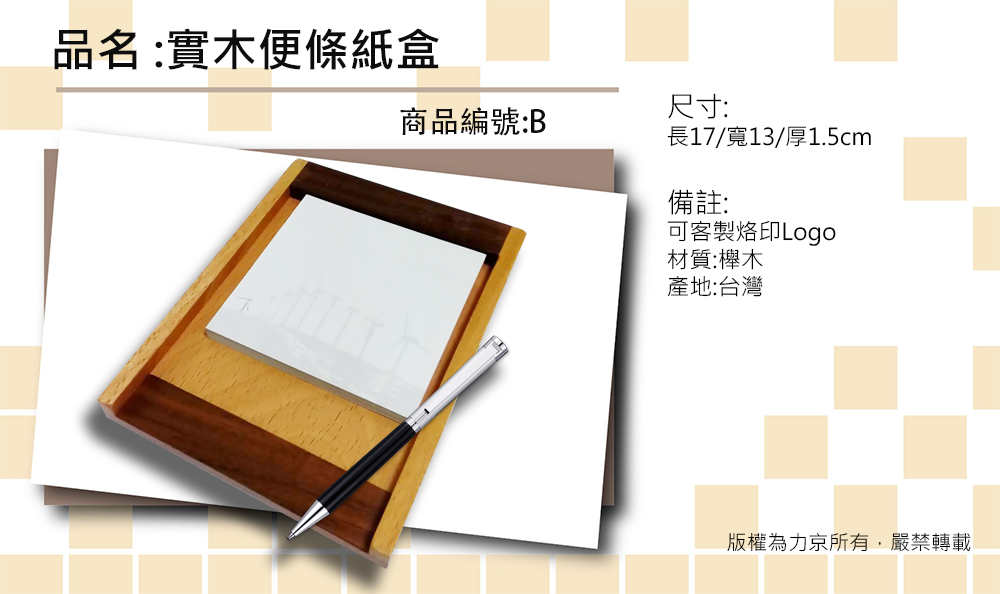 品名 :實木便條紙盒
商品編號:B
尺寸:
長17/寬13/厚1.5cm
備註:
可客製烙印Logo
材質:櫸木
產地:台灣
版權為力京所有，嚴禁轉載